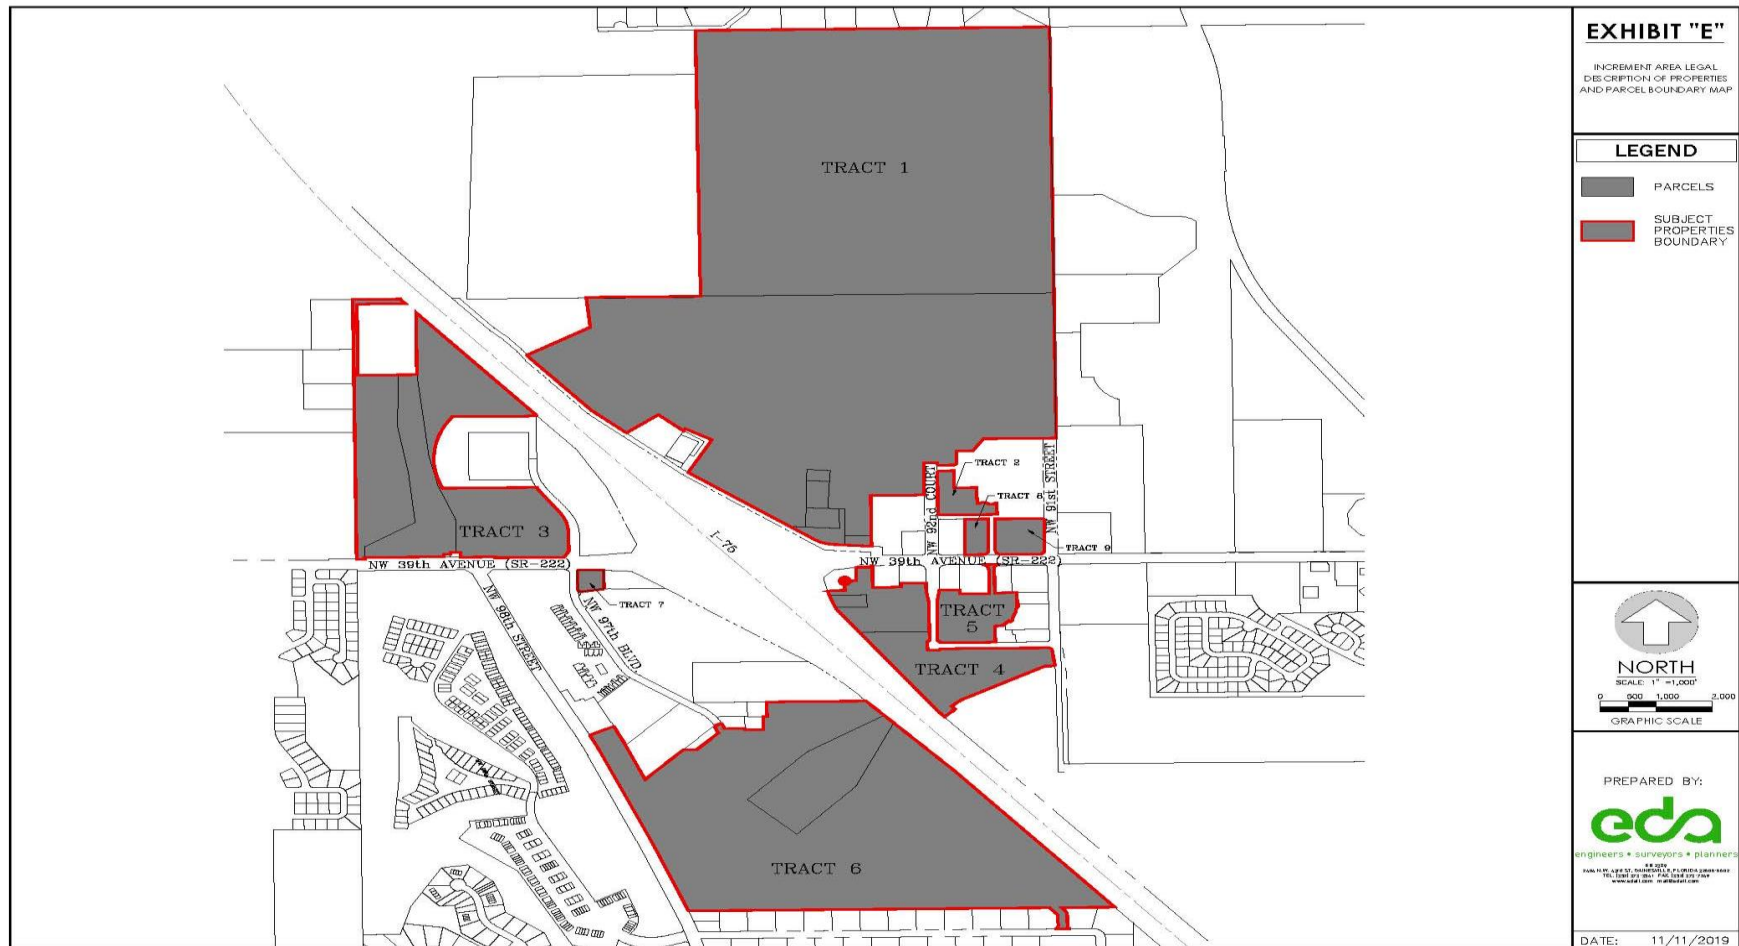 TRACT 1
TRACT 2
TRACT 8
TRACT 9
NW 92nd COURT
NW 91st STREET
TRACT 3
I-75
NW 39th AVENUE (SR-222)
NW 39th AVENUE (SR-222)
TRACT 7
NW 98th STREET
NW 97th BLVD.
TRACT
5
TRACT 4
TRACT 6
EXHIBIT "E"
INCREMENT AREA LEGAL
DESCRIPTION OF PROPERTIES
AND PARCEL BOUNDARY MAP
LEGEND
PARCELS
SUBJECT
PROPERTIES
BOUNDARY
NORTH
SCALE: 1" =1,000'
0 500 1,000 2,000
GRAPHIC SCALE
PREPARED BY:
eda
engineers • surveyors • planners
DATE: 11/11/2019